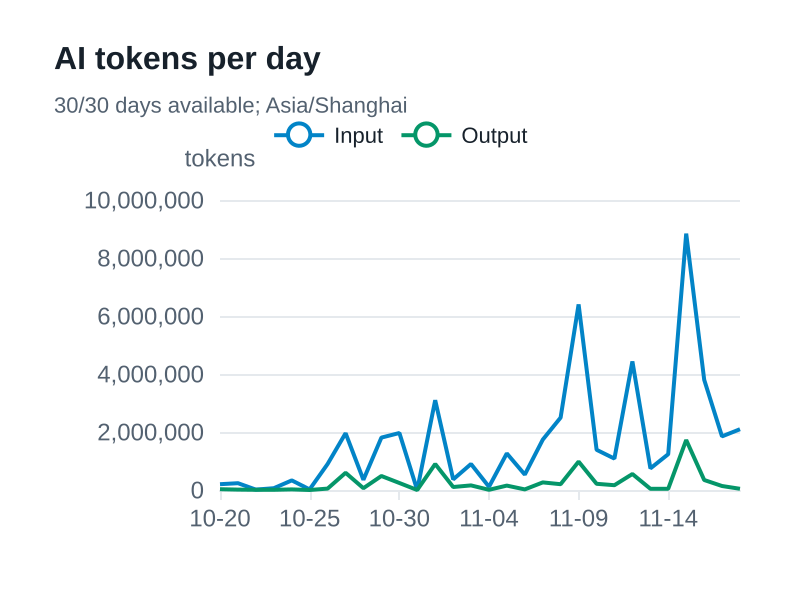 AI tokens per day
30/30 days available; Asia/Shanghai
Input Output
tokens
10,000,000
8,000,000
6,000,000
4,000,000
2,000,000
0
10-20 10-25 10-30 11-04 11-09 11-14